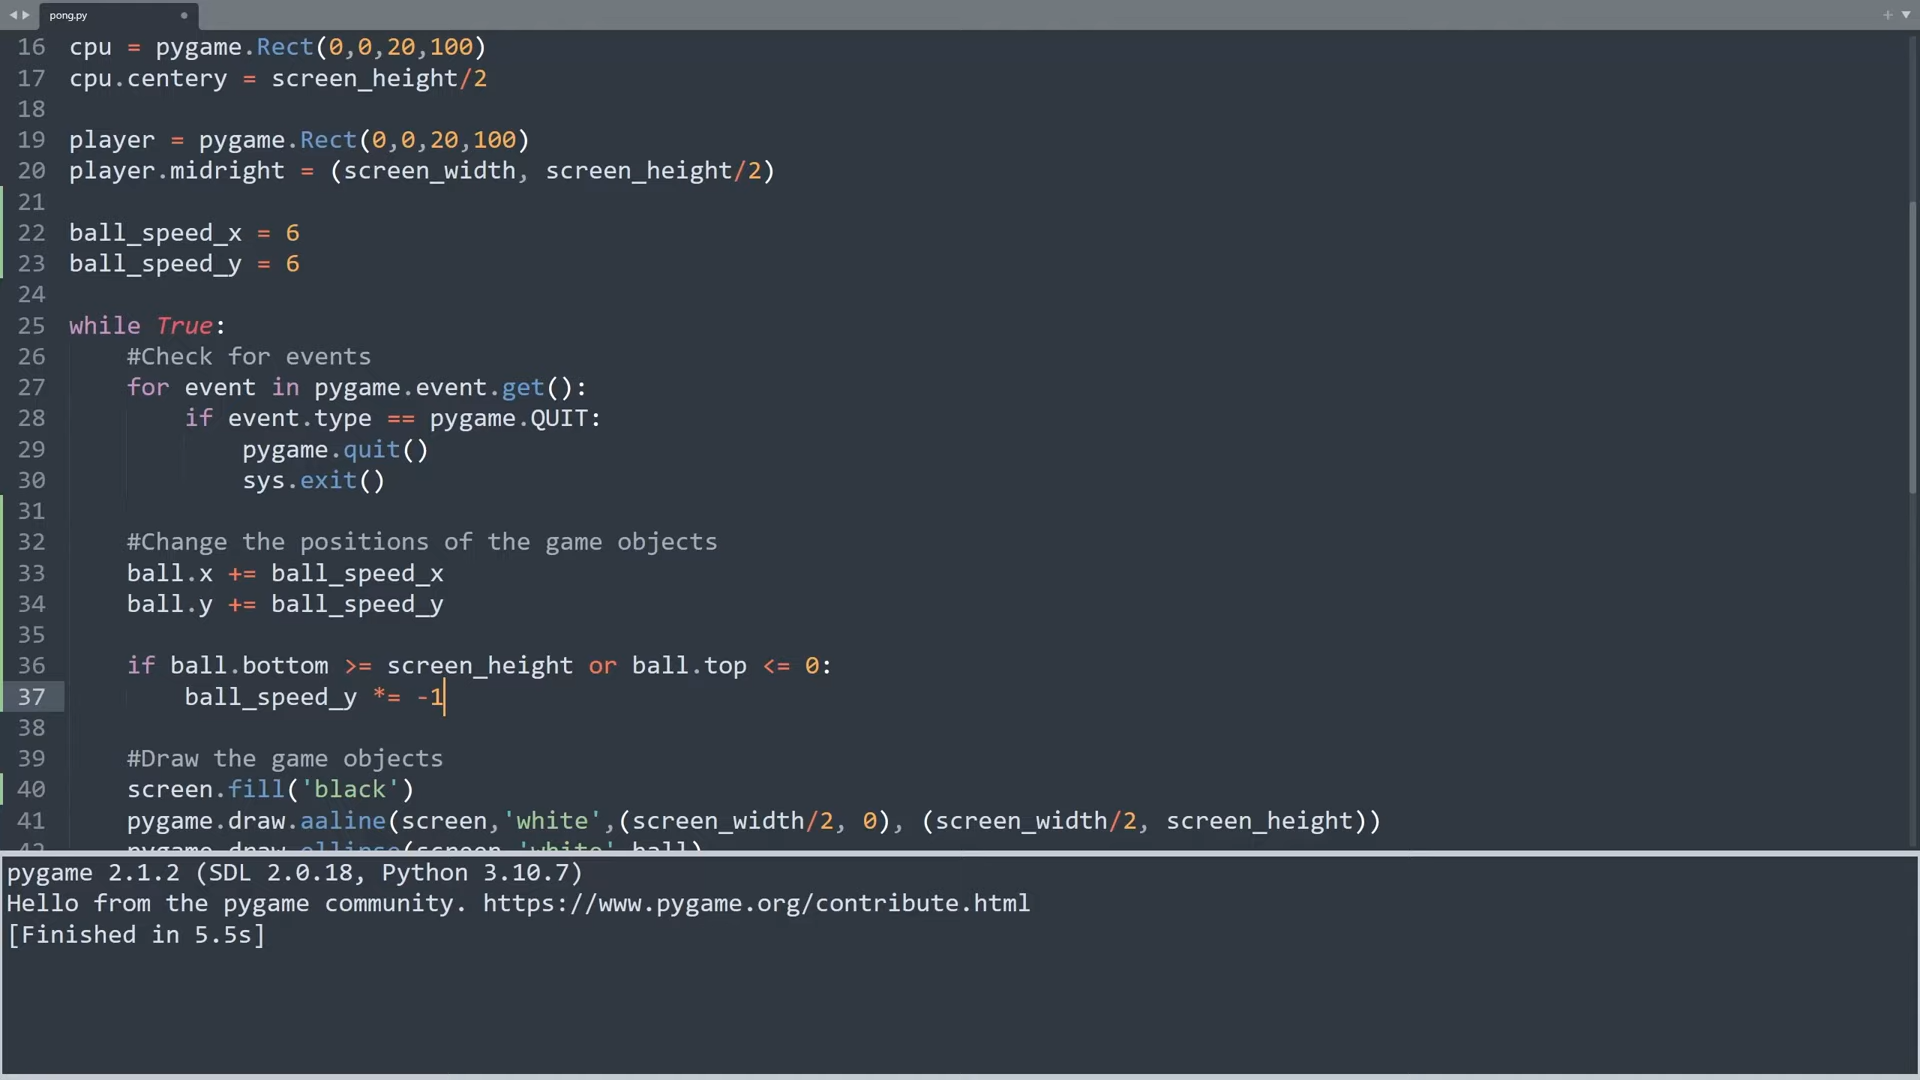 pong.py
16 cpu = pygame.Rect(0,0,20,100)
17 cpu.centery = screen_height/2
18
19 player = pygame.Rect(0,0,20,100)
20 player.midright = (screen_width, screen_height/2)
21
22 ball_speed_x = 6
23 ball_speed_y = 6
24
25 while True:
26     #Check for events
27     for event in pygame.event.get():
28         if event.type == pygame.QUIT:
29             pygame.quit()
30             sys.exit()
31
32     #Change the positions of the game objects
33     ball.x += ball_speed_x
34     ball.y += ball_speed_y
35
36     if ball.bottom >= screen_height or ball.top <= 0:
37         ball_speed_y *= -1
38
39     #Draw the game objects
40     screen.fill('black')
41     pygame.draw.aaline(screen,'white',(screen_width/2, 0), (screen_width/2, screen_height))
42     pygame.draw.ellipse(screen,'white',ball)
pygame 2.1.2 (SDL 2.0.18, Python 3.10.7)
Hello from the pygame community. https://www.pygame.org/contribute.html
[Finished in 5.5s]